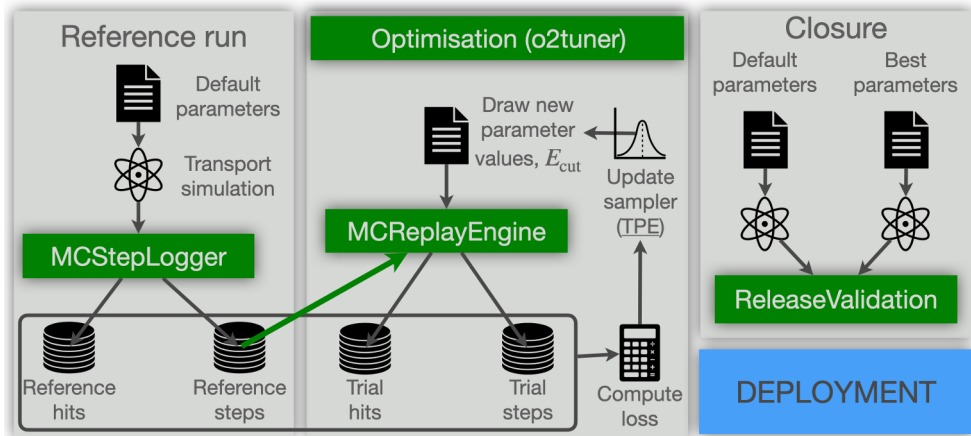 Reference run
Default
parameters
Transport
simulation
MCStepLogger
Reference
hits
Reference
steps
Optimisation (o2tuner)
Draw new
parameter
values, E_cut
Update
sampler
(TPE)
MCReplayEngine
Trial
hits
Trial
steps
Compute
loss
Closure
Default
parameters
Best
parameters
ReleaseValidation
DEPLOYMENT